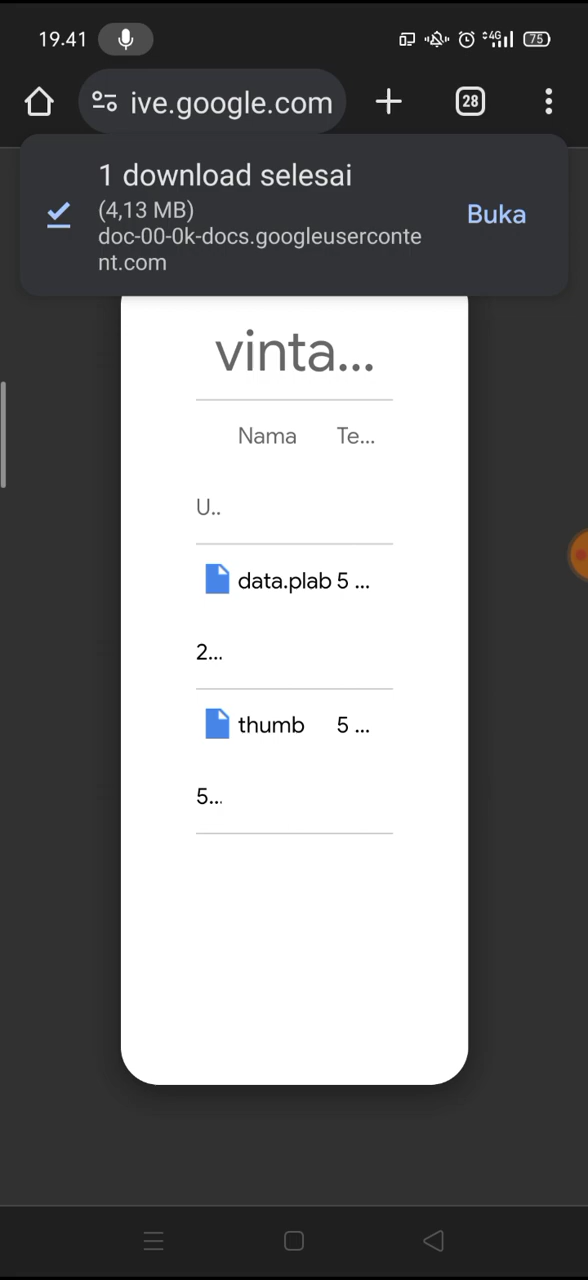 19.41
4G
75
ive.google.com
28
1 download selesai
(4,13 MB)
doc-00-0k-docs.googleuserconte
nt.com
Buka
vinta...
Nama Te...
U..
data.plab 5 ...
2...
thumb 5 ...
5...